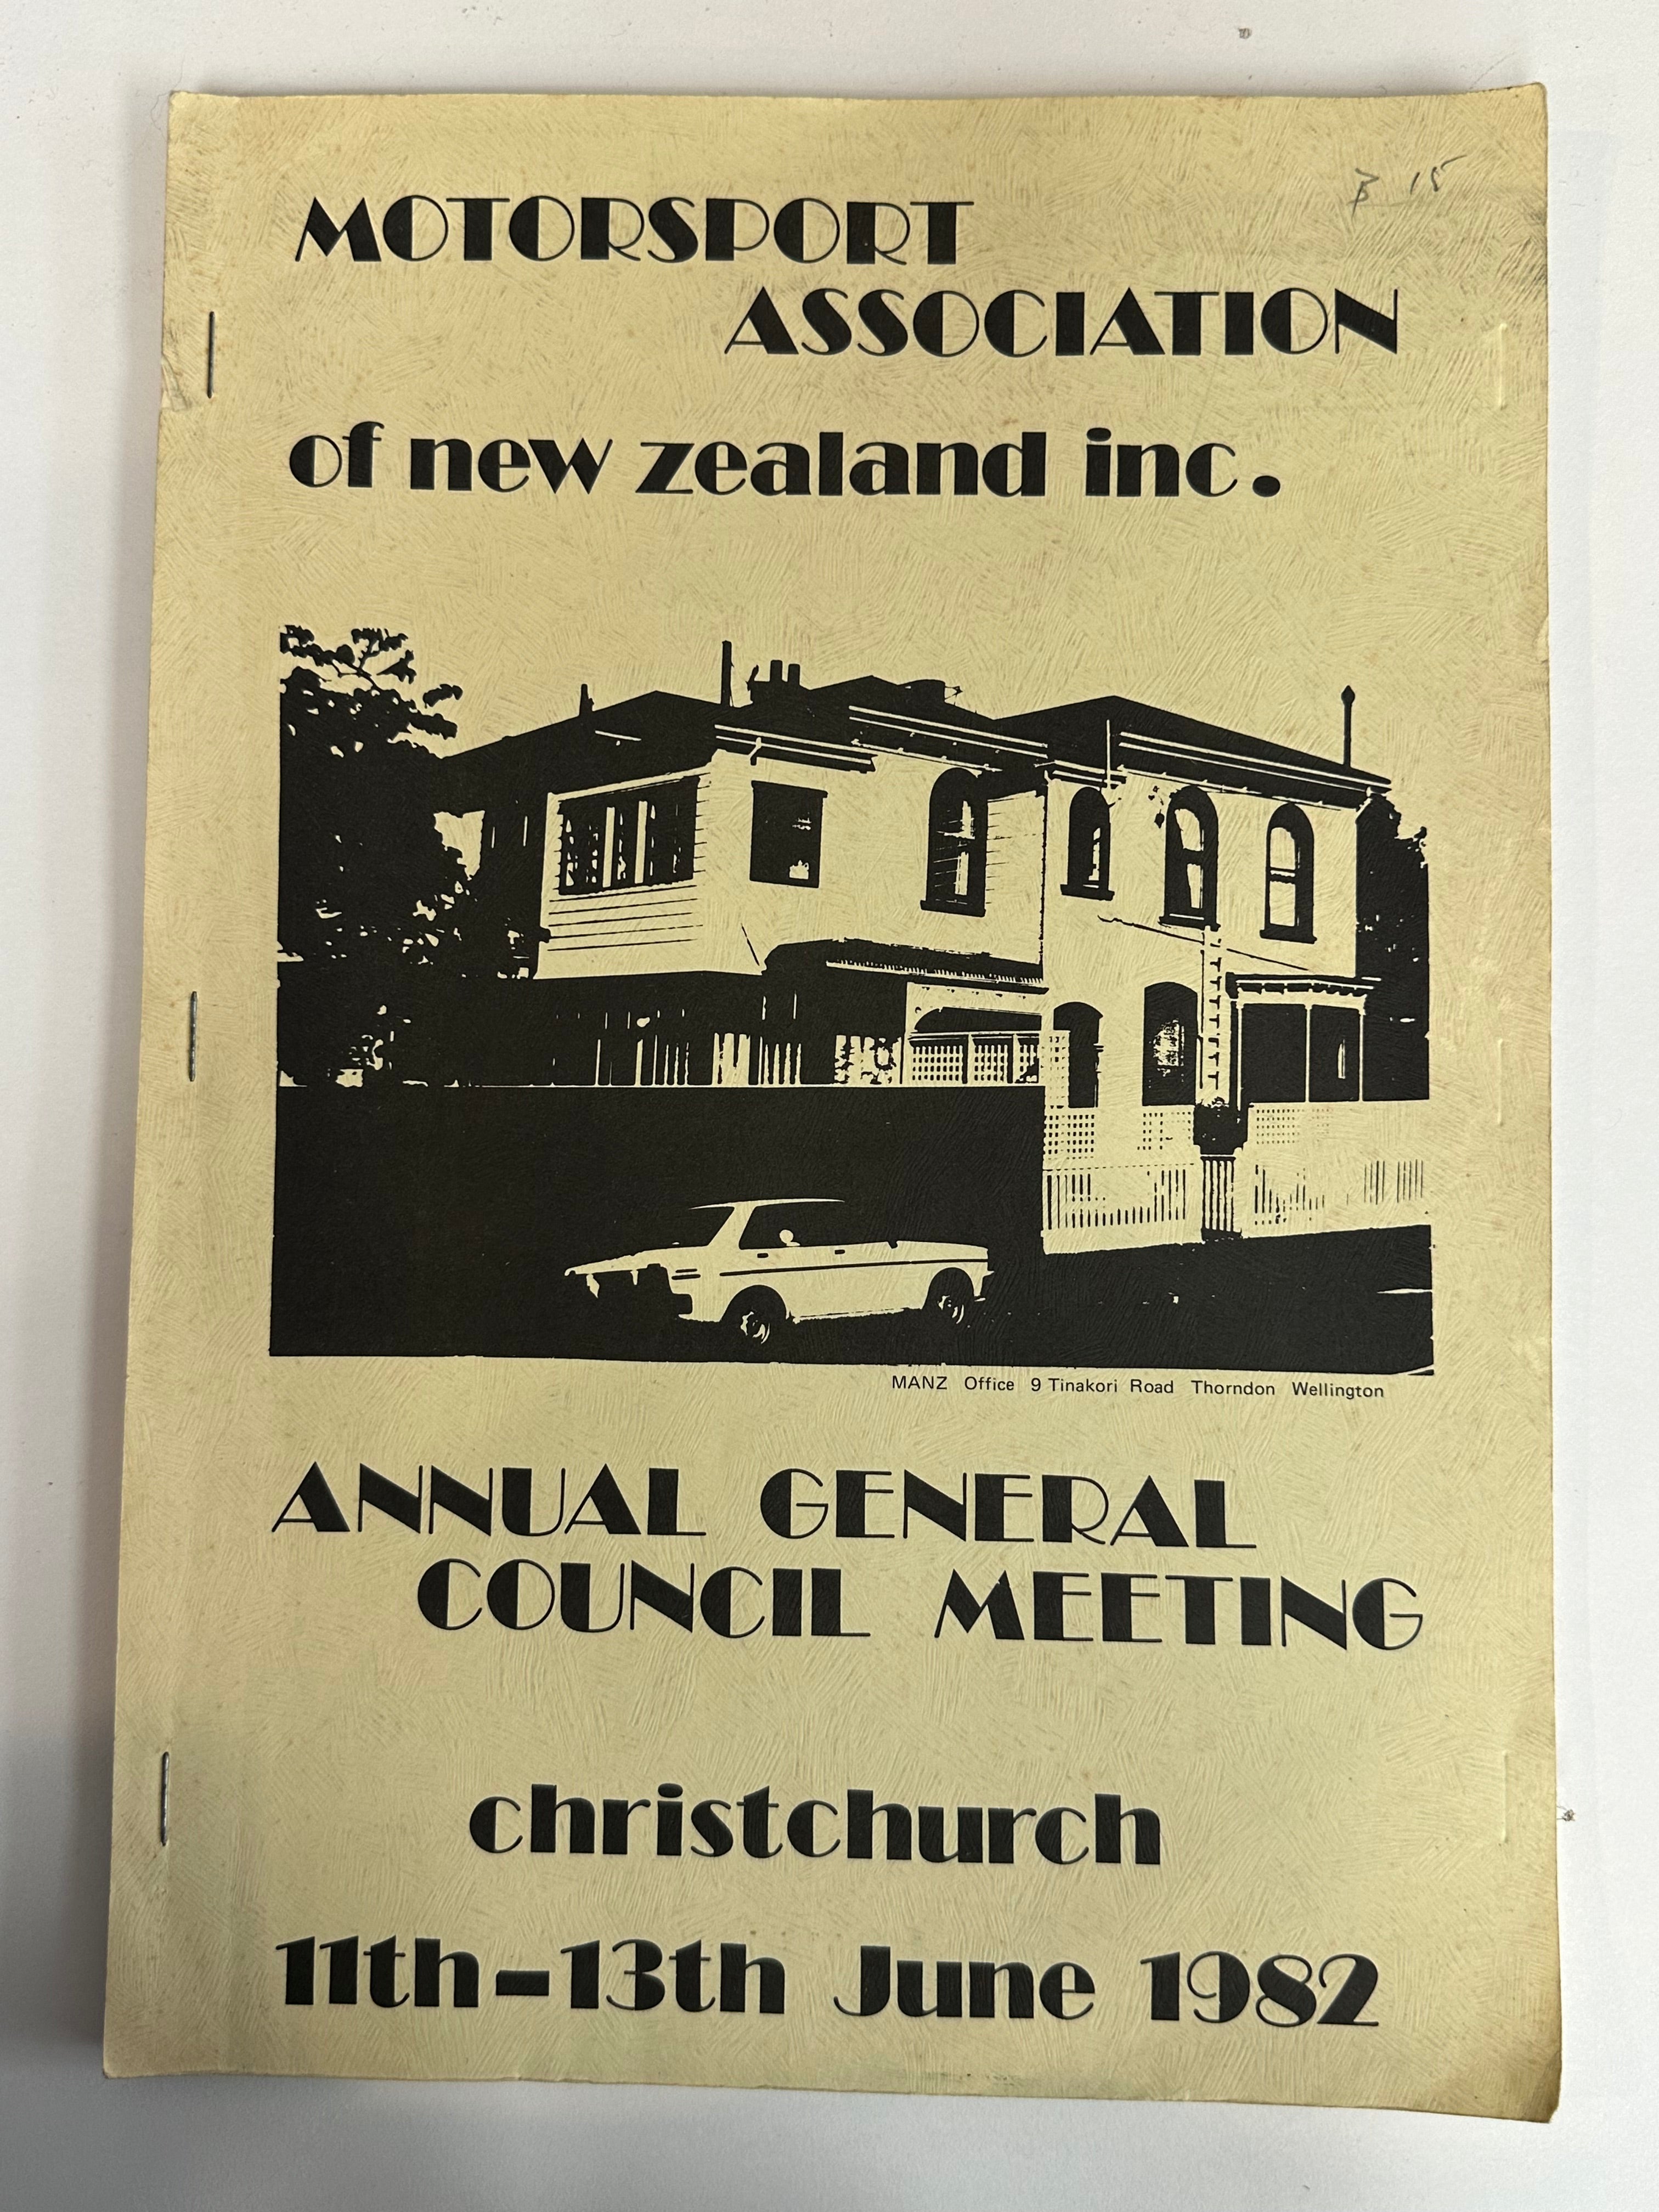 MOTORSPORT
ASSOCIATION
of new zealand inc.
MANZ Office 9 Tinakori Road Thorndon Wellington
ANNUAL GENERAL
COUNCIL MEETING
christchurch
11th-13th June 1982